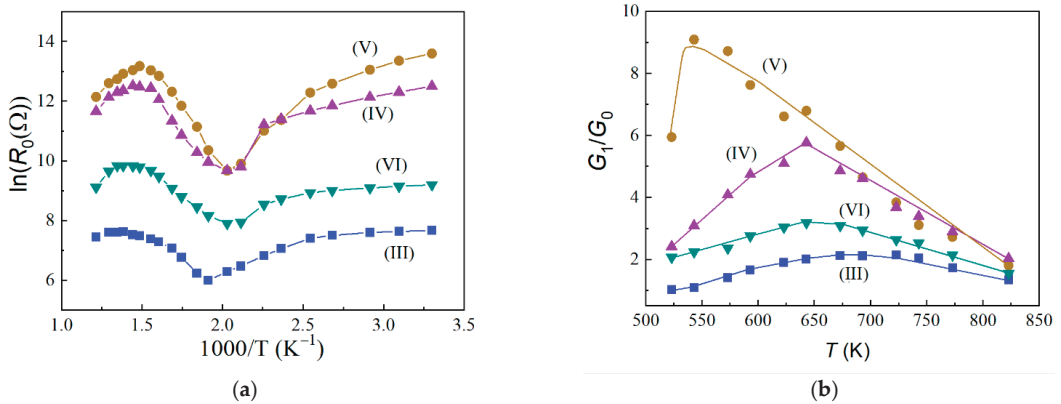 ln(R₀(Ω))
14
12
10
8
6
(V)
(IV)
(VI)
(III)
1.0 1.5 2.0 2.5 3.0 3.5
1000/T (K⁻¹)
(a)
G₁/G₀
10
8
6
4
2
(V)
(IV)
(VI)
(III)
500 550 600 650 700 750 800 850
T (K)
(b)